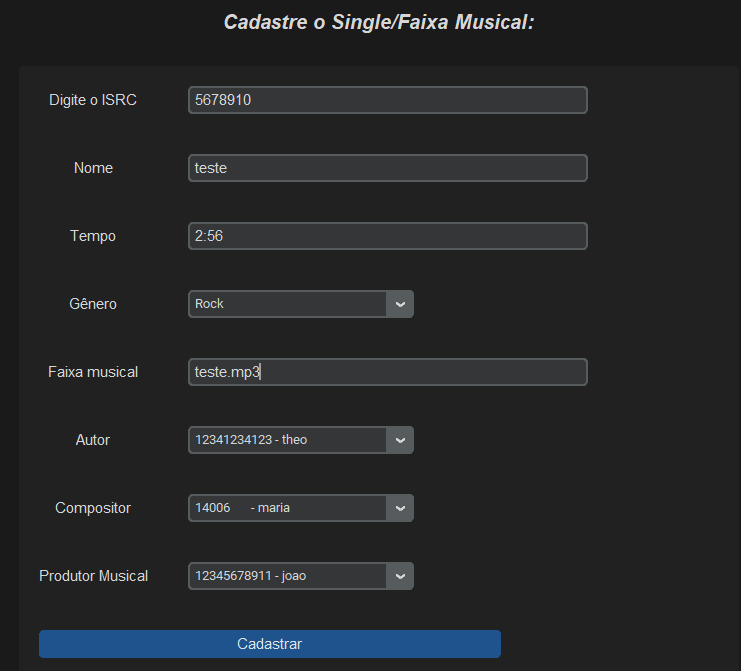 Cadastre o Single/Faixa Musical:
Digite o ISRC 5678910
Nome teste
Tempo 2:56
Gênero Rock
Faixa musical teste.mp3
Autor 12341234123 - theo
Compositor 14006 - maria
Produtor Musical 12345678911 - joao
Cadastrar